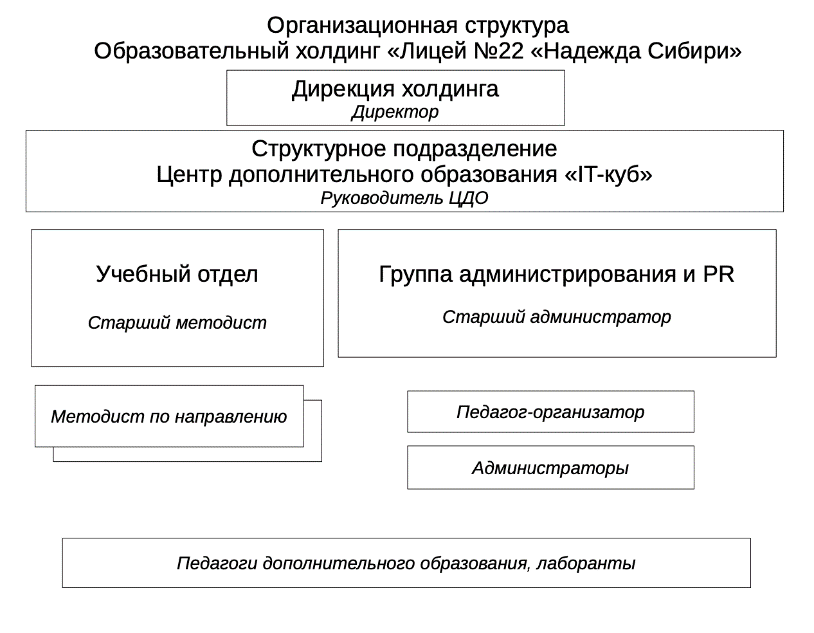 Организационная структура
Образовательный холдинг «Лицей №22 «Надежда Сибири»
Дирекция холдинга
Директор
Структурное подразделение
Центр дополнительного образования «IT-куб»
Руководитель ЦДО
Учебный отдел
Старший методист
Группа администрирования и PR
Старший администратор
Методист по направлению
Педагог-организатор
Администраторы
Педагоги дополнительного образования, лаборанты